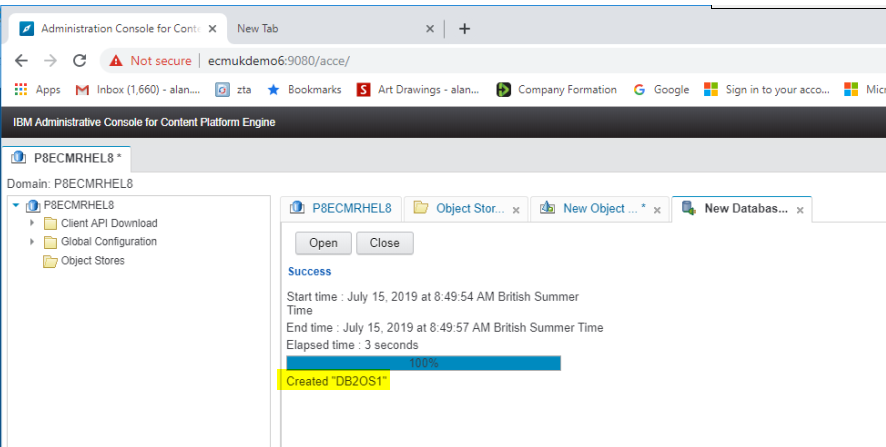 Administration Console for Conte
New Tab
Not secure | ecmukdemo6:9080/acce/
Apps Inbox (1,660) - alan.... zta Bookmarks Art Drawings - alan... Company Formation Google Sign in to your acco... Micr
IBM Administrative Console for Content Platform Engine
P8ECMRHEL8 *
Domain: P8ECMRHEL8
P8ECMRHEL8
Client API Download
Global Configuration
Object Stores
P8ECMRHEL8 Object Stor... New Object ... * New Databas...
Open Close
Success
Start time : July 15, 2019 at 8:49:54 AM British Summer
Time
End time : July 15, 2019 at 8:49:57 AM British Summer Time
Elapsed time : 3 seconds
100%
Created "DB2OS1"